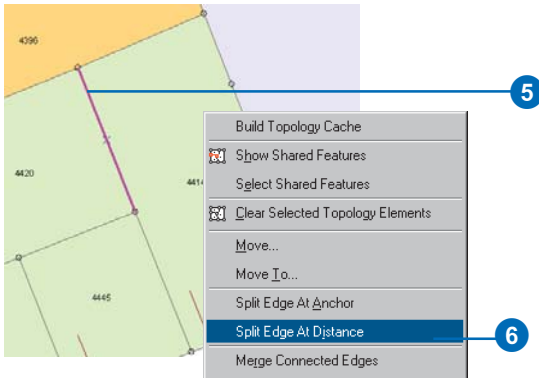 4396
5
Build Topology Cache
Show Shared Features
4420
Select Shared Features
Clear Selected Topology Elements
Move...
Move To...
4445
Split Edge At Anchor
Split Edge At Distance
6
Merge Connected Edges